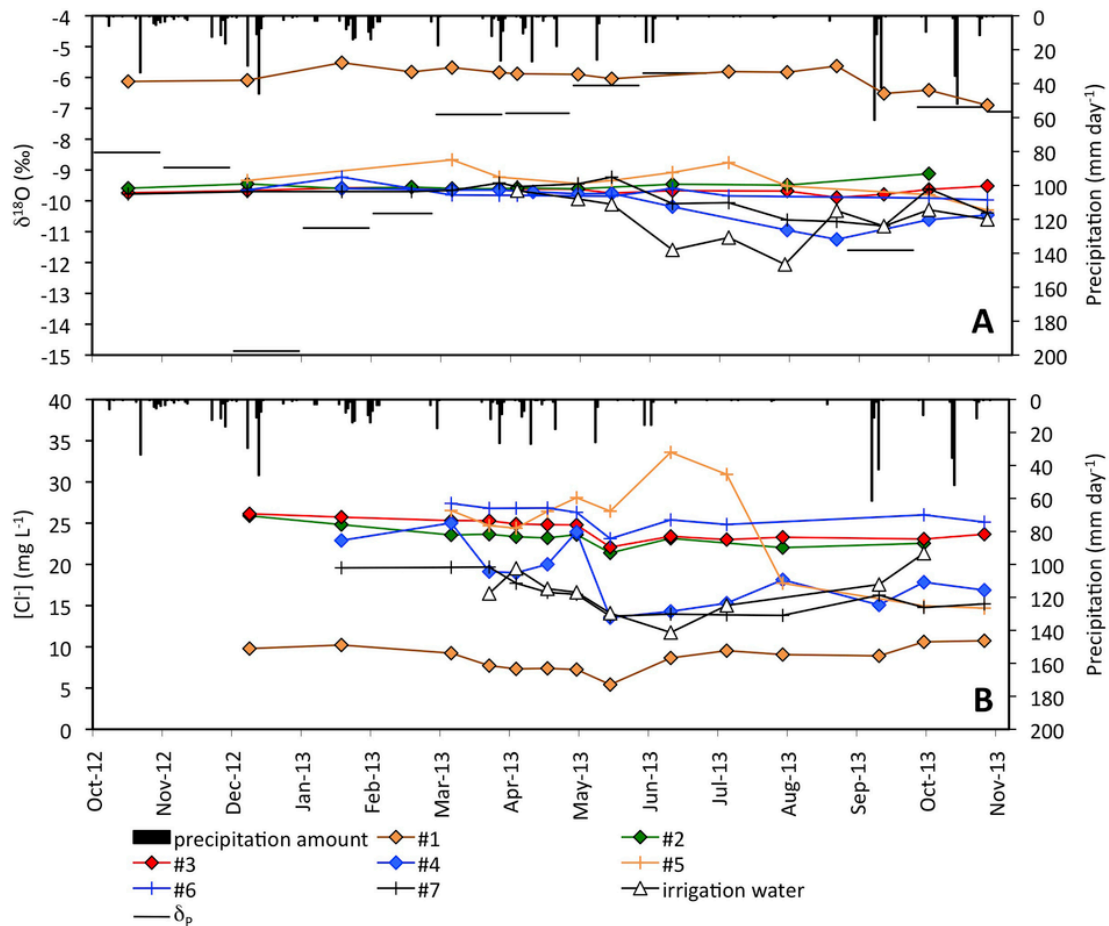 -4
-5
-6
-7
-8
-9
-10
-11
-12
-13
-14
-15
δ¹⁸O (‰)
0
20
40
60
80
100
120
140
160
180
200
Precipitation (mm day⁻¹)
A
40
35
30
25
20
15
10
5
0
[Cl⁻] (mg L⁻¹)
0
20
40
60
80
100
120
140
160
180
200
Precipitation (mm day⁻¹)
B
Oct-12
Nov-12
Dec-12
Jan-13
Feb-13
Mar-13
Apr-13
May-13
Jun-13
Jul-13
Aug-13
Sep-13
Oct-13
Nov-13
precipitation amount #1 #2
#3 #4 #5
#6 #7 irrigation water
δP